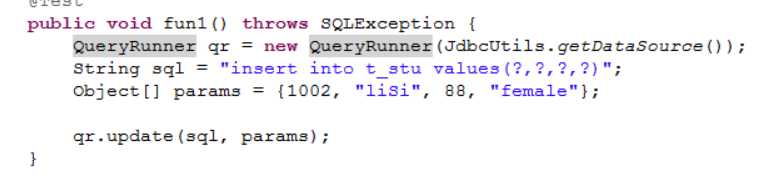 @Test
public void fun1() throws SQLException {
QueryRunner qr = new QueryRunner(JdbcUtils.getDataSource());
String sql = "insert into t_stu values(?,?,?,?)";
Object[] params = {1002, "liSi", 88, "female"};
qr.update(sql, params);
}